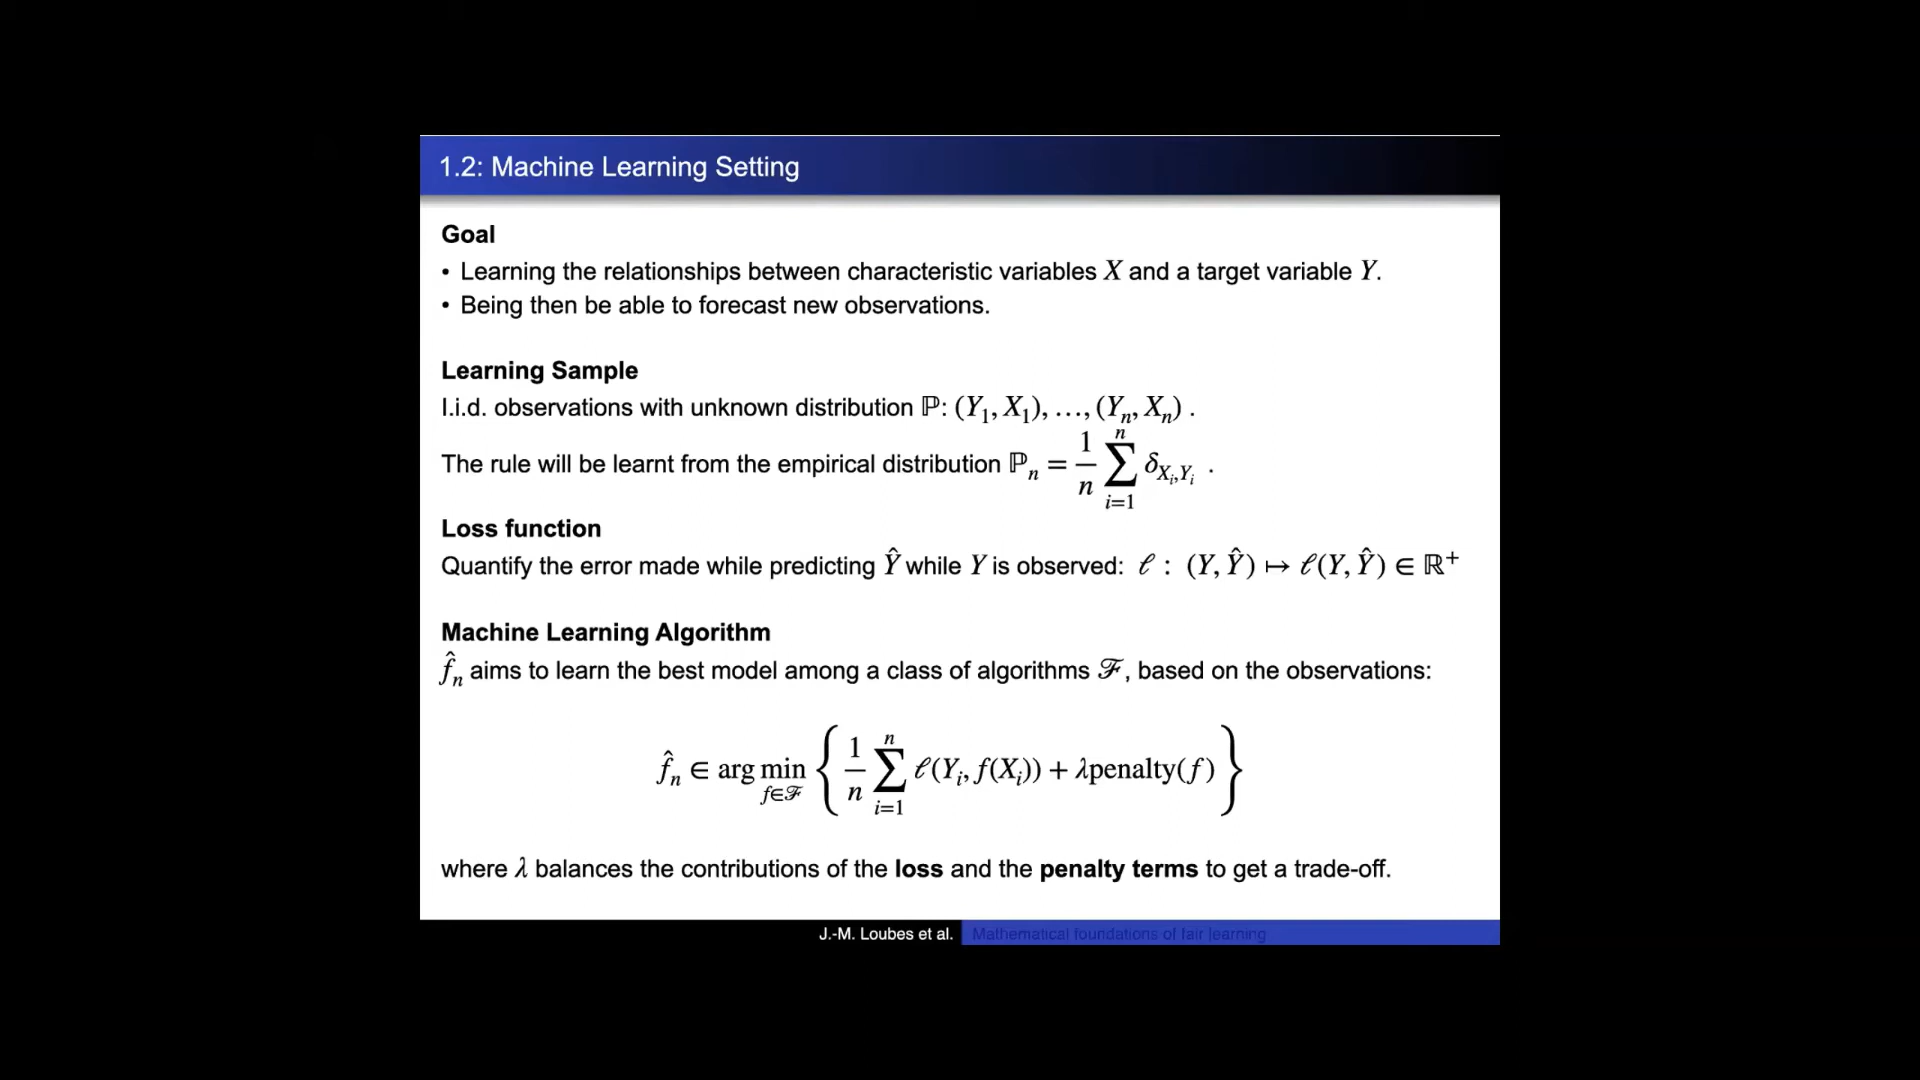 1.2: Machine Learning Setting
Goal
• Learning the relationships between characteristic variables X and a target variable Y.
• Being then be able to forecast new observations.
Learning Sample
I.i.d. observations with unknown distribution ℙ: (Y₁, X₁), …, (Yₙ, Xₙ) .
The rule will be learnt from the empirical distribution ℙₙ = 1/n ∑ⁿᵢ₌₁ δ_{Xᵢ,Yᵢ} .
Loss function
Quantify the error made while predicting Ŷ while Y is observed: ℓ : (Y, Ŷ) ↦ ℓ(Y, Ŷ) ∈ ℝ⁺
Machine Learning Algorithm
f̂ₙ aims to learn the best model among a class of algorithms ℱ, based on the observations:
f̂ₙ ∈ arg min_{f∈ℱ} { 1/n ∑ⁿᵢ₌₁ ℓ(Yᵢ, f(Xᵢ)) + λpenalty(f) }
where λ balances the contributions of the loss and the penalty terms to get a trade-off.
J.-M. Loubes et al. Mathematical foundations of fair learning